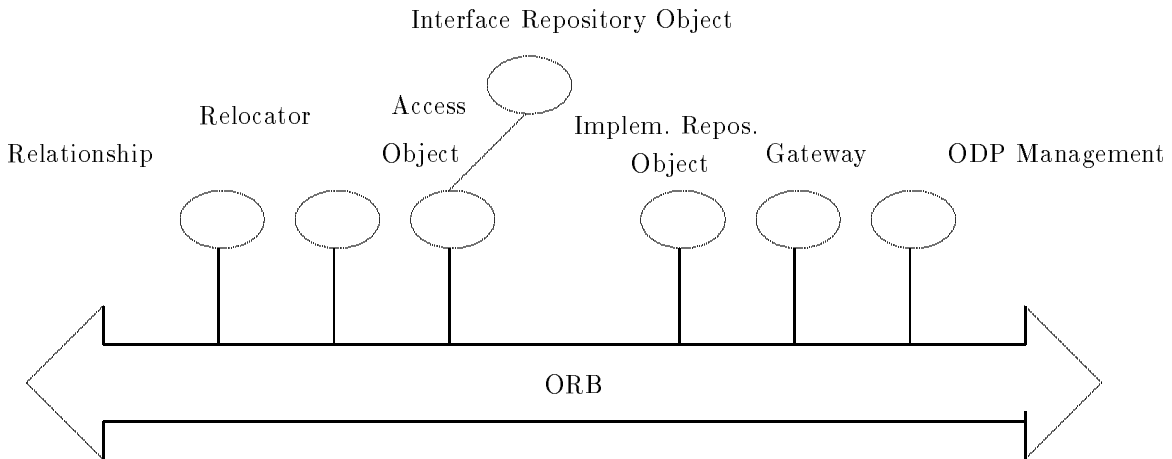 Interface Repository Object
Relocator
Access
Object
Implem. Repos.
Object
Relationship
Gateway
ODP Management
ORB